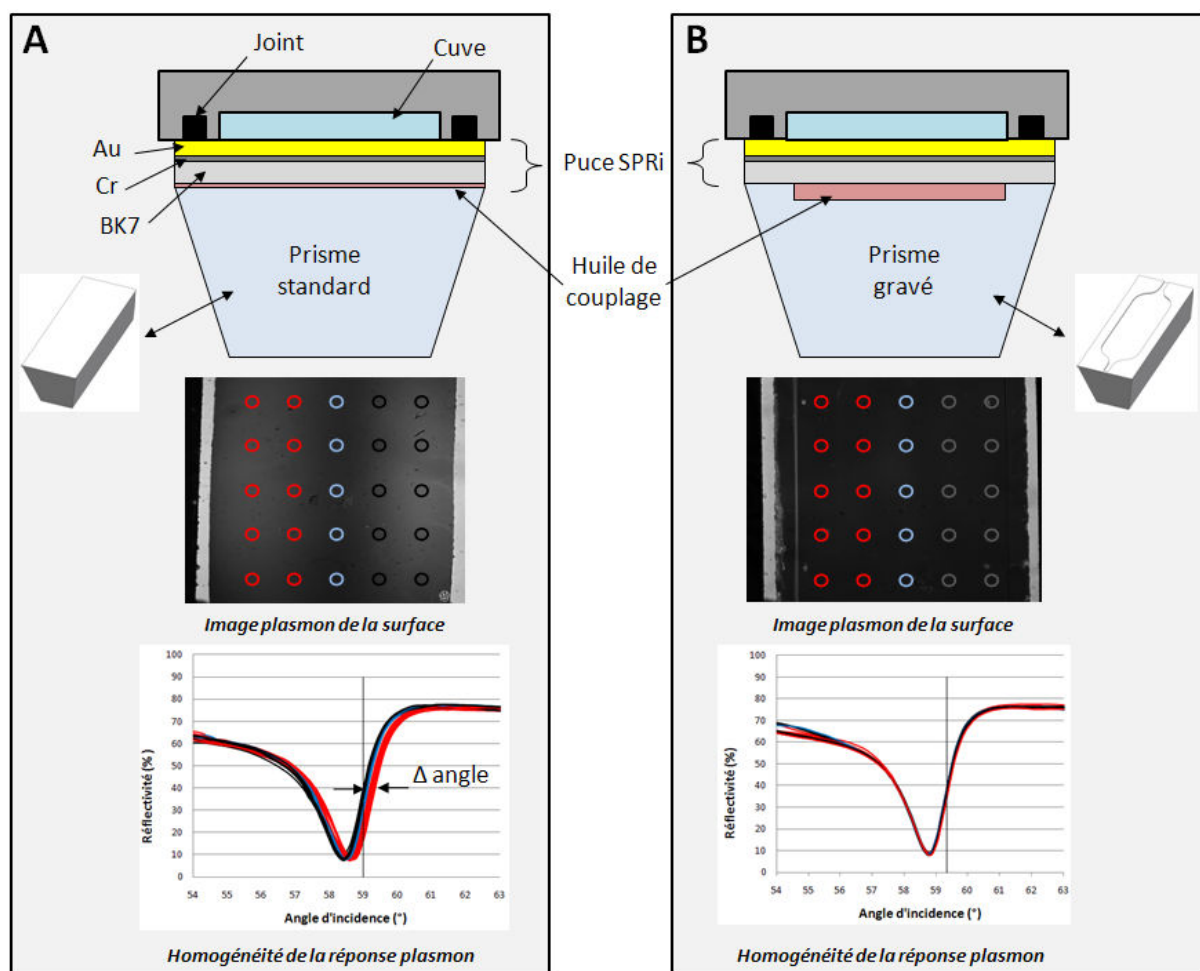 A
Joint
Cuve
Au
Cr
BK7
Prisme
standard
Image plasmon de la surface
100
90
80
70
60
50
40
30
20
10
0
Réflectivité (%)
Δ angle
54 55 56 57 58 59 60 61 62 63
Angle d'incidence (°)
Homogénéité de la réponse plasmon
Puce SPRi
Huile de
couplage
B
Prisme
gravé
Image plasmon de la surface
100
90
80
70
60
50
40
30
20
10
0
Réflectivité (%)
54 55 56 57 58 59 60 61 62 63
Angle d'incidence (°)
Homogénéité de la réponse plasmon